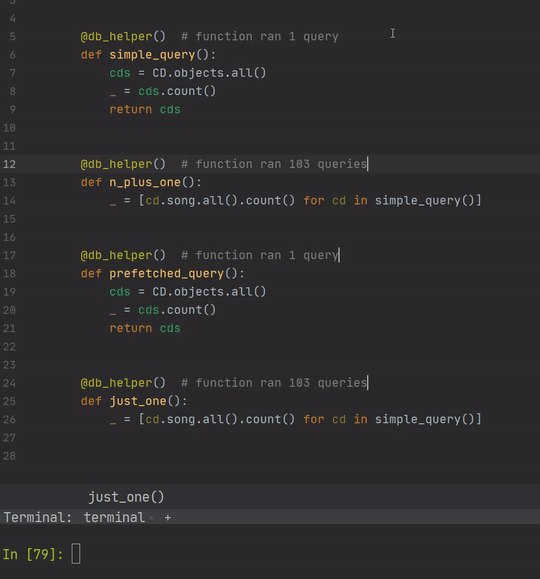 3
4
5 @db_helper()  # function ran 1 query
6 def simple_query():
7     cds = CD.objects.all()
8     _ = cds.count()
9     return cds
10
11
12 @db_helper()  # function ran 103 queries
13 def n_plus_one():
14     _ = [cd.song.all().count() for cd in simple_query()]
15
16
17 @db_helper()  # function ran 1 query
18 def prefetched_query():
19     cds = CD.objects.all()
20     _ = cds.count()
21     return cds
22
23
24 @db_helper()  # function ran 103 queries
25 def just_one():
26     _ = [cd.song.all().count() for cd in simple_query()]
27
28
just_one()
Terminal: terminal × +
In [79]: